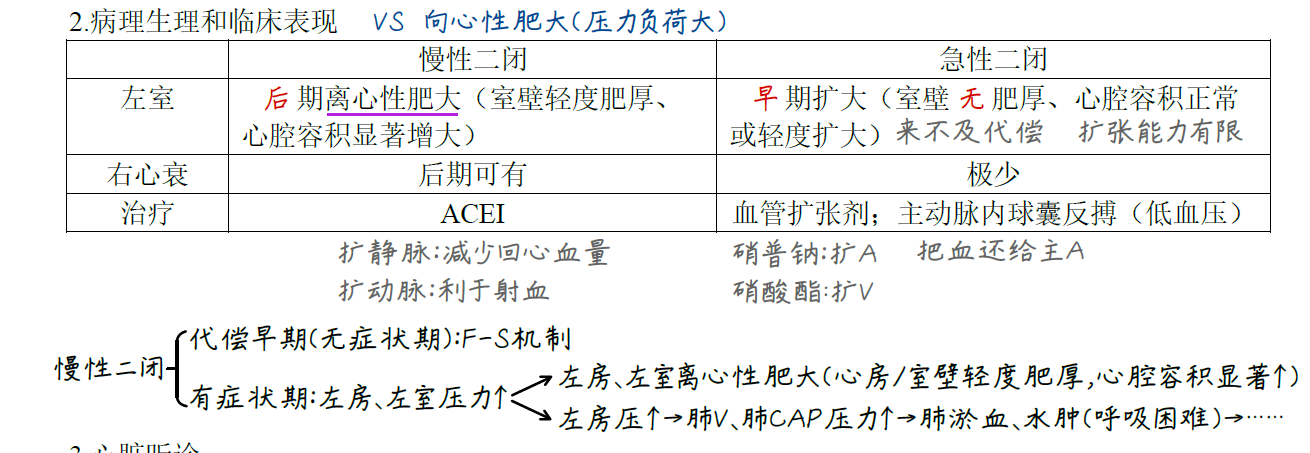 2.病理生理和临床表现 VS 向心性肥大(压力负荷大)
慢性二闭 急性二闭
左室 后期离心性肥大（室壁轻度肥厚、 早期扩大（室壁 无 肥厚、心腔容积正常
心腔容积显著增大） 或轻度扩大）来不及代偿 扩张能力有限
右心衰 后期可有 极少
治疗 ACEI 血管扩张剂；主动脉内球囊反搏（低血压）
扩静脉:减少回心血量 硝普钠:扩A 把血还给主A
扩动脉:利于射血 硝酸酯:扩V
代偿早期(无症状期):F-S机制
慢性二闭
有症状期:左房、左室压力↑
左房、左室离心性肥大(心房/室壁轻度肥厚,心腔容积显著↑)
左房压↑→肺V、肺CAP压力↑→肺淤血、水肿(呼吸困难)→……